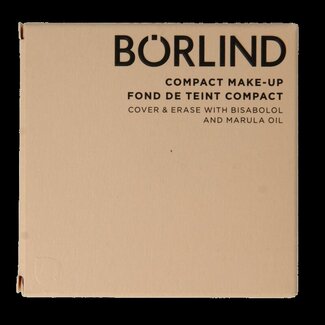 BÖRLIND
COMPACT MAKE-UP
FOND DE TEINT COMPACT
COVER & ERASE WITH BISABOLOL
AND MARULA OIL